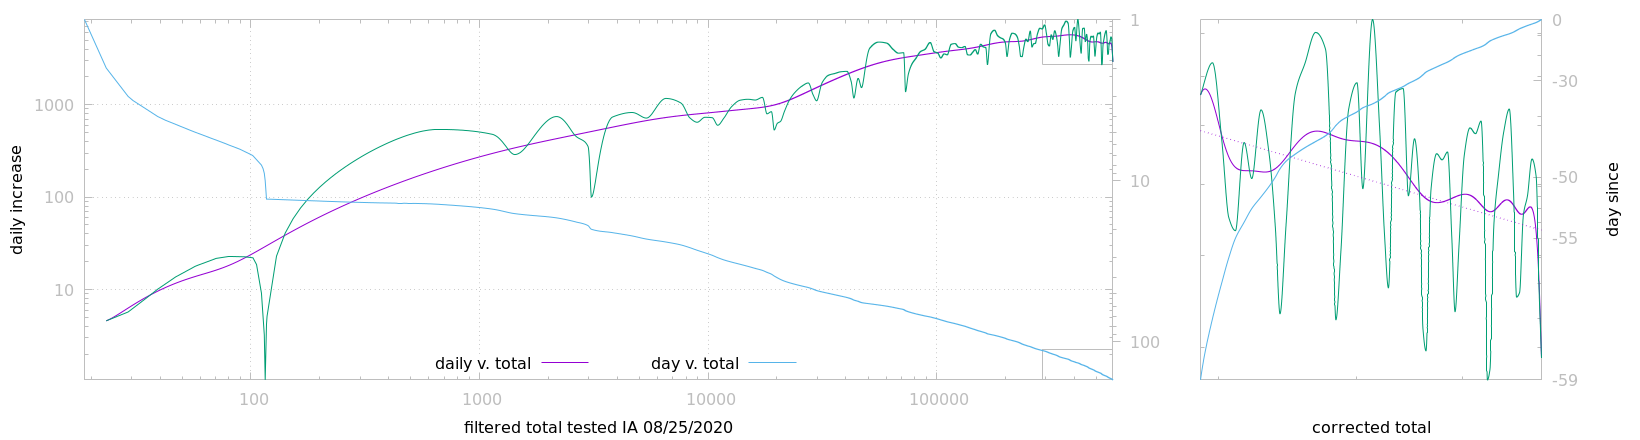 1
0
-30
1000
daily increase
100
10
-50
day since
10
-55
daily v. total
day v. total
100
-59
100
1000
10000
100000
filtered total tested IA 08/25/2020
corrected total